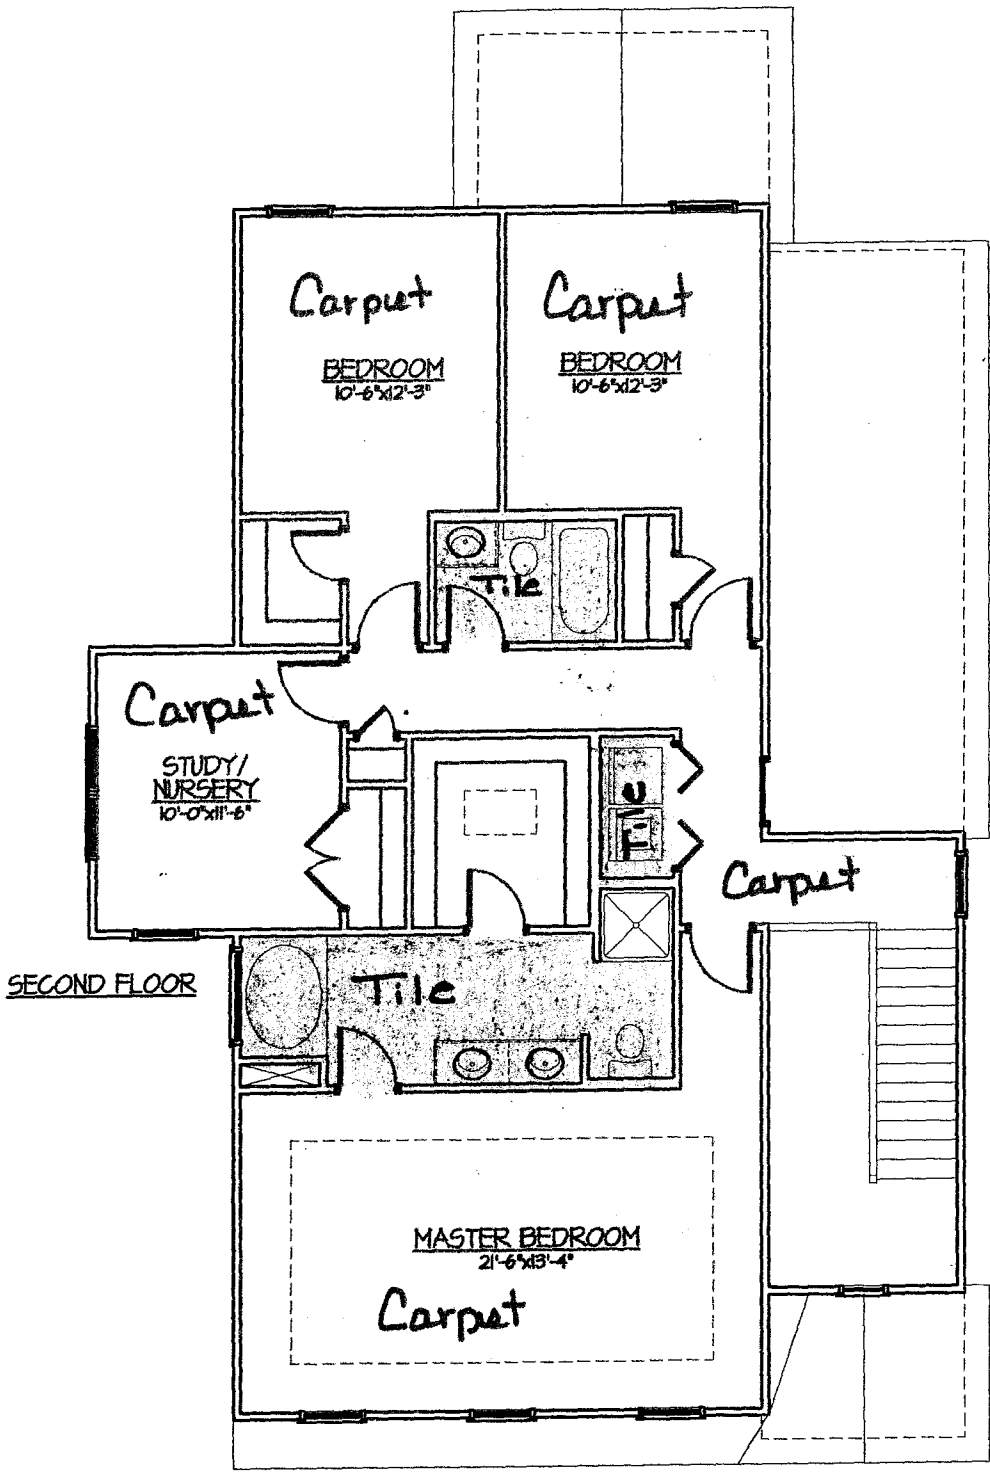 Carpet
Carpet
BEDROOM
10'-6"x12'-3"
BEDROOM
10'-6"x12'-3"
Tile
Carpet
STUDY/
NURSERY
10'-0"x11'-6"
Tile
Carpet
SECOND FLOOR
Tile
MASTER BEDROOM
21'-6"x13'-4"
Carpet